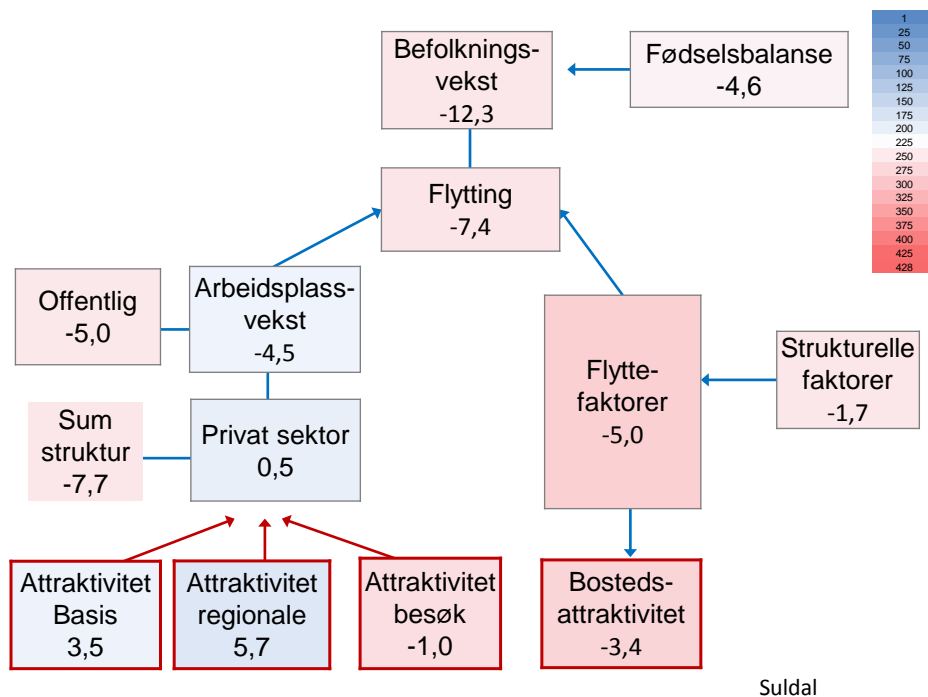 Befolknings-
vekst
-12,3
Fødselsbalanse
-4,6
Flytting
-7,4
Offentlig
-5,0
Arbeidsplass-
vekst
-4,5
Flytte-
faktorer
-5,0
Strukturelle
faktorer
-1,7
Sum
struktur
-7,7
Privat sektor
0,5
Attraktivitet
Basis
3,5
Attraktivitet
regionale
5,7
Attraktivitet
besøk
-1,0
Bosteds-
attraktivitet
-3,4
Suldal
1
25
50
75
100
125
150
175
200
225
250
275
300
325
350
375
400
425
428